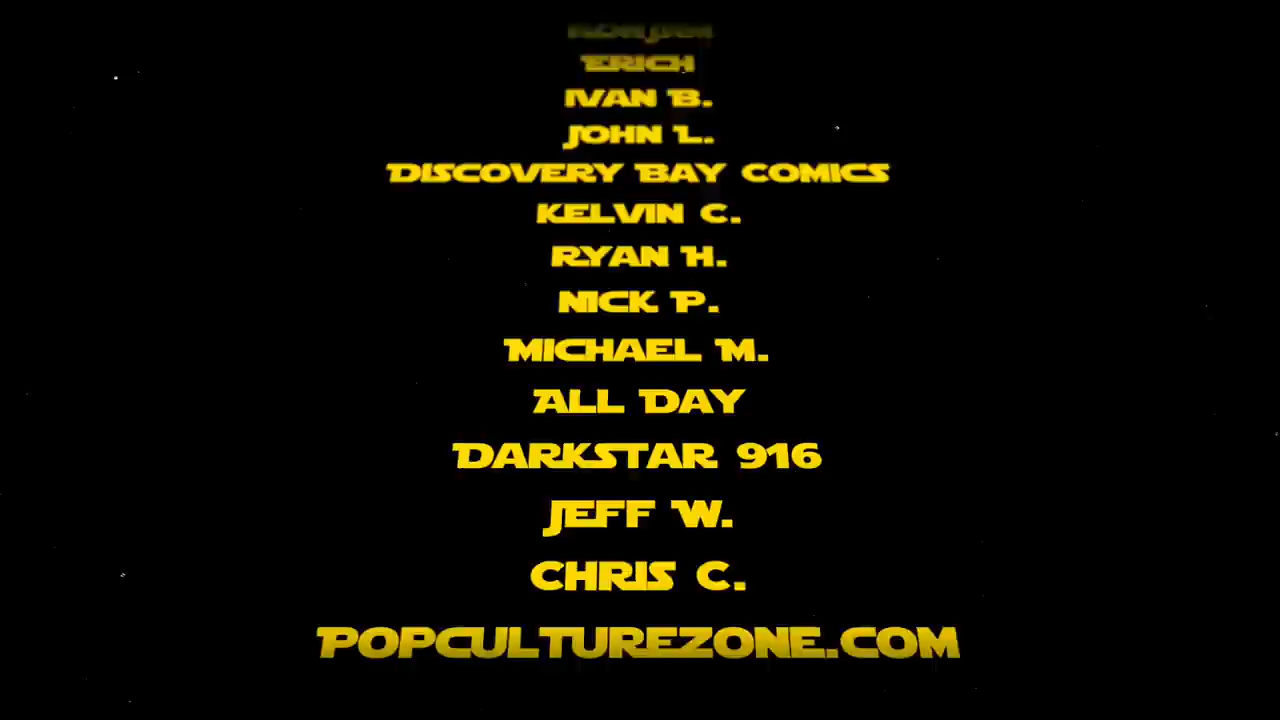 Erich
Ivan B.
John L.
Discovery Bay Comics
Kelvin C.
Ryan H.
Nick P.
Michael M.
All Day
Darkstar 916
Jeff W.
Chris C.
Popculturezone.com